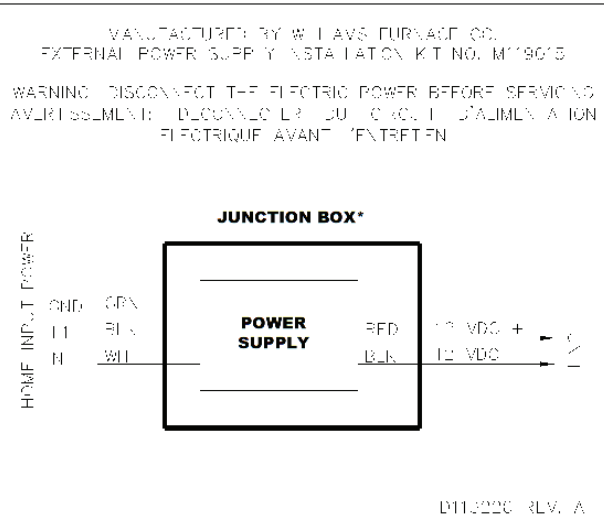 MANUFACTURED BY WILLIAMS FURNACE CO.
EXTERNAL POWER SUPPLY INSTALLATION KIT NO. M119015
WARNING: DISCONNECT THE ELECTRIC POWER BEFORE SERVICING
AVERTISSEMENT: DECONNECTER DU CIRCUIT D'ALIMENTATION
ELECTRIQUE AVANT L'ENTRETIEN
JUNCTION BOX*
HOME INPUT POWER
GND GRN
L1 BLK
N WHT
POWER
SUPPLY
RED 12 VDC +
BLK 12 VDC
REV. A